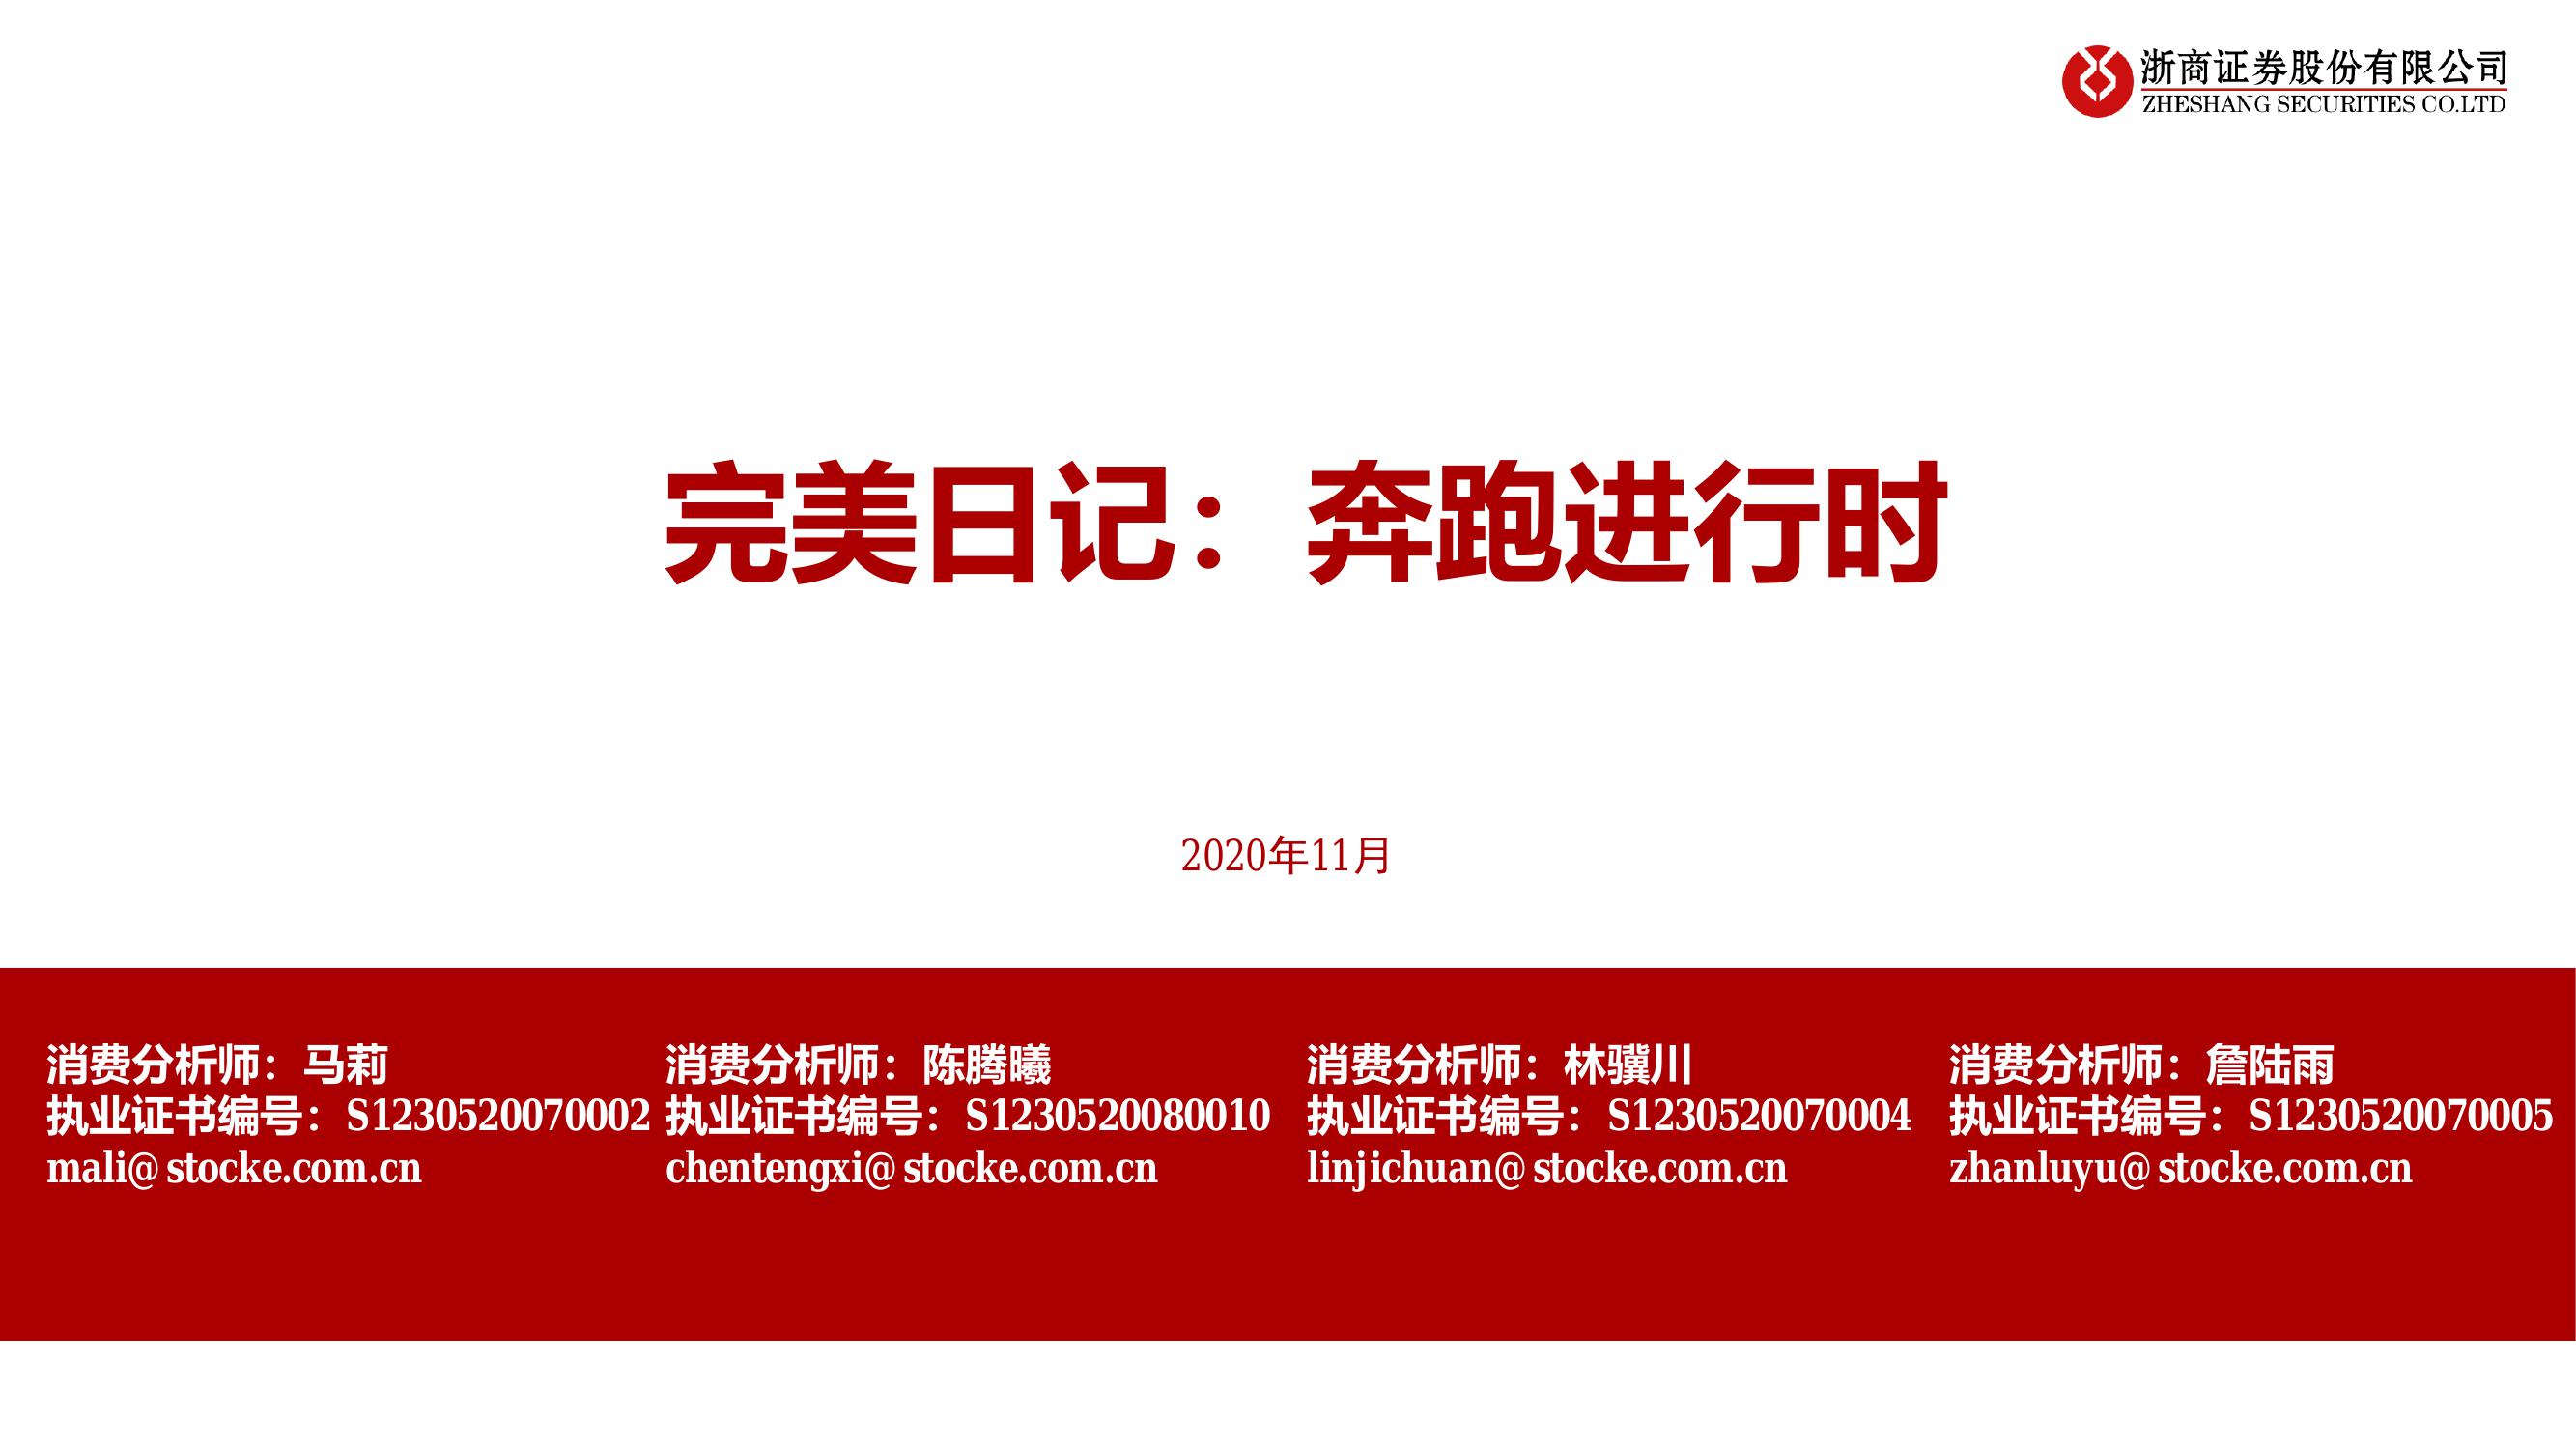 浙商证券股份有限公司
ZHESHANG SECURITIES CO.LTD
完美日记：奔跑进行时
2020年11月
消费分析师：马莉
执业证书编号：S1230520070002
mali@stocke.com.cn
消费分析师：陈腾曦
执业证书编号：S1230520080010
chentengxi@stocke.com.cn
消费分析师：林骥川
执业证书编号：S1230520070004
linjichuan@stocke.com.cn
消费分析师：詹陆雨
执业证书编号：S1230520070005
zhanluyu@stocke.com.cn